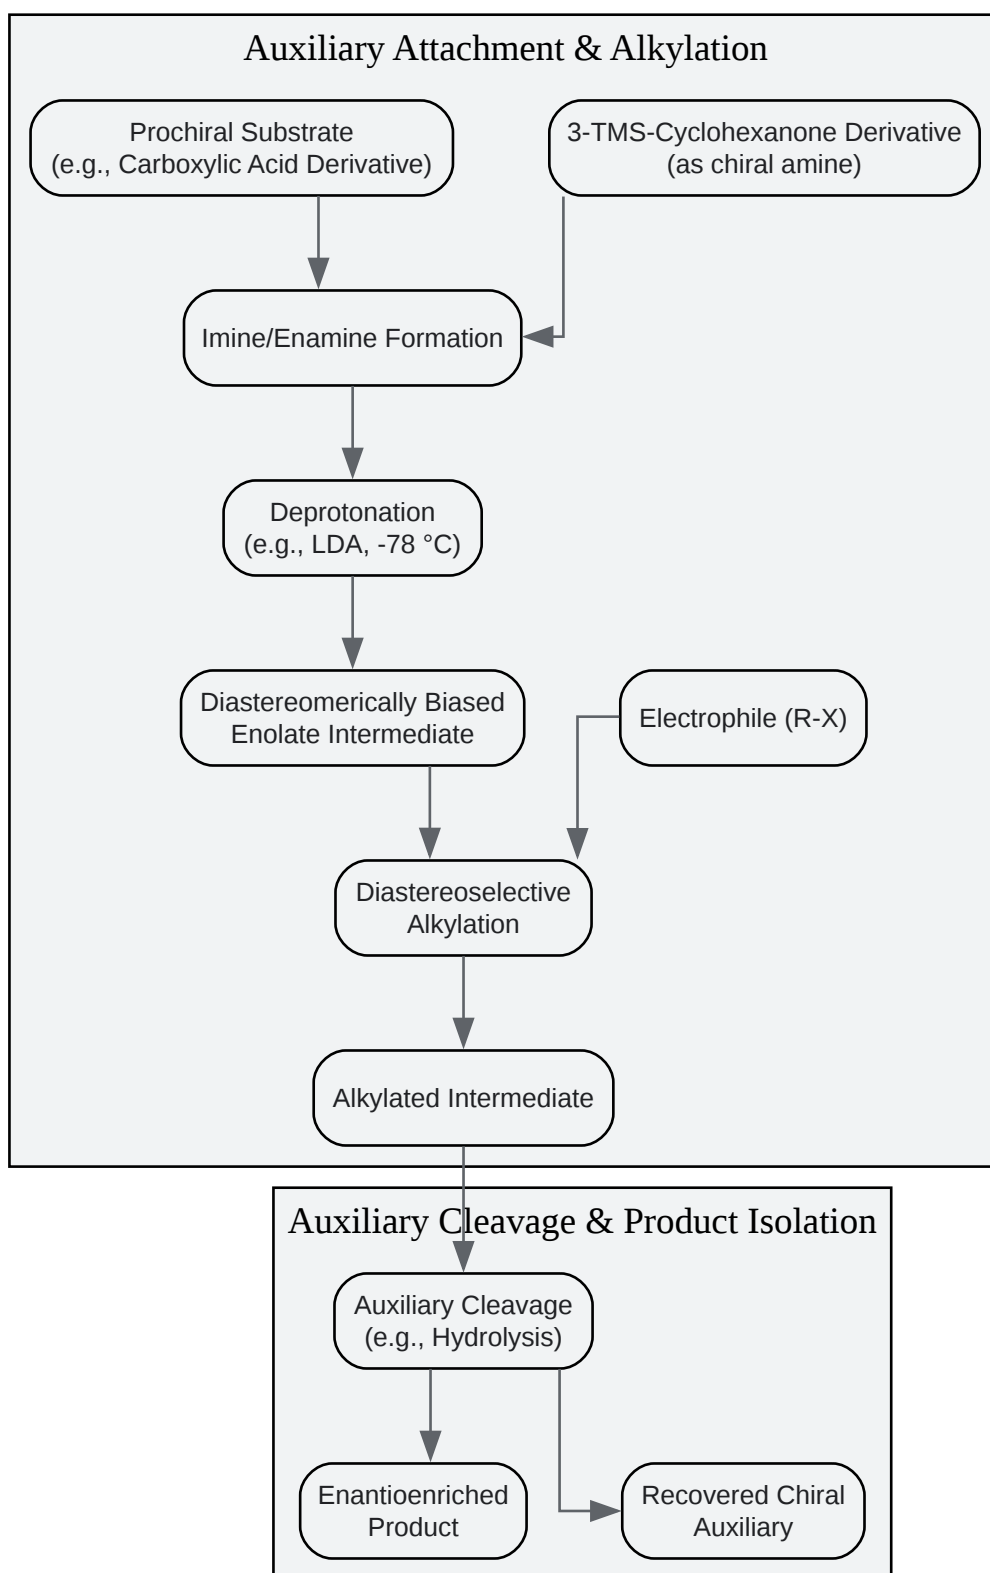 Auxiliary Attachment & Alkylation
Prochiral Substrate
(e.g., Carboxylic Acid Derivative)
3-TMS-Cyclohexanone Derivative
(as chiral amine)
Imine/Enamine Formation
Deprotonation
(e.g., LDA, -78 °C)
Diastereomerically Biased
Enolate Intermediate
Electrophile (R-X)
Diastereoselective
Alkylation
Alkylated Intermediate
Auxiliary Cleavage & Product Isolation
Auxiliary Cleavage
(e.g., Hydrolysis)
Enantioenriched
Product
Recovered Chiral
Auxiliary